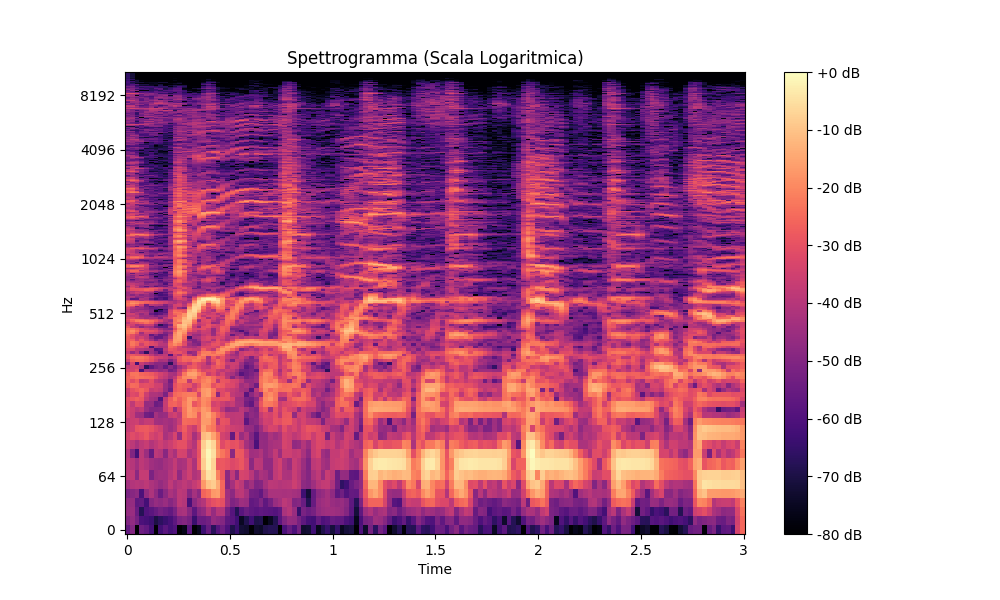 Spettrogramma (Scala Logaritmica)
Hz
8192
4096
2048
1024
512
256
128
64
0
0
0.5
1
1.5
2
2.5
3
Time
+0 dB
-10 dB
-20 dB
-30 dB
-40 dB
-50 dB
-60 dB
-70 dB
-80 dB